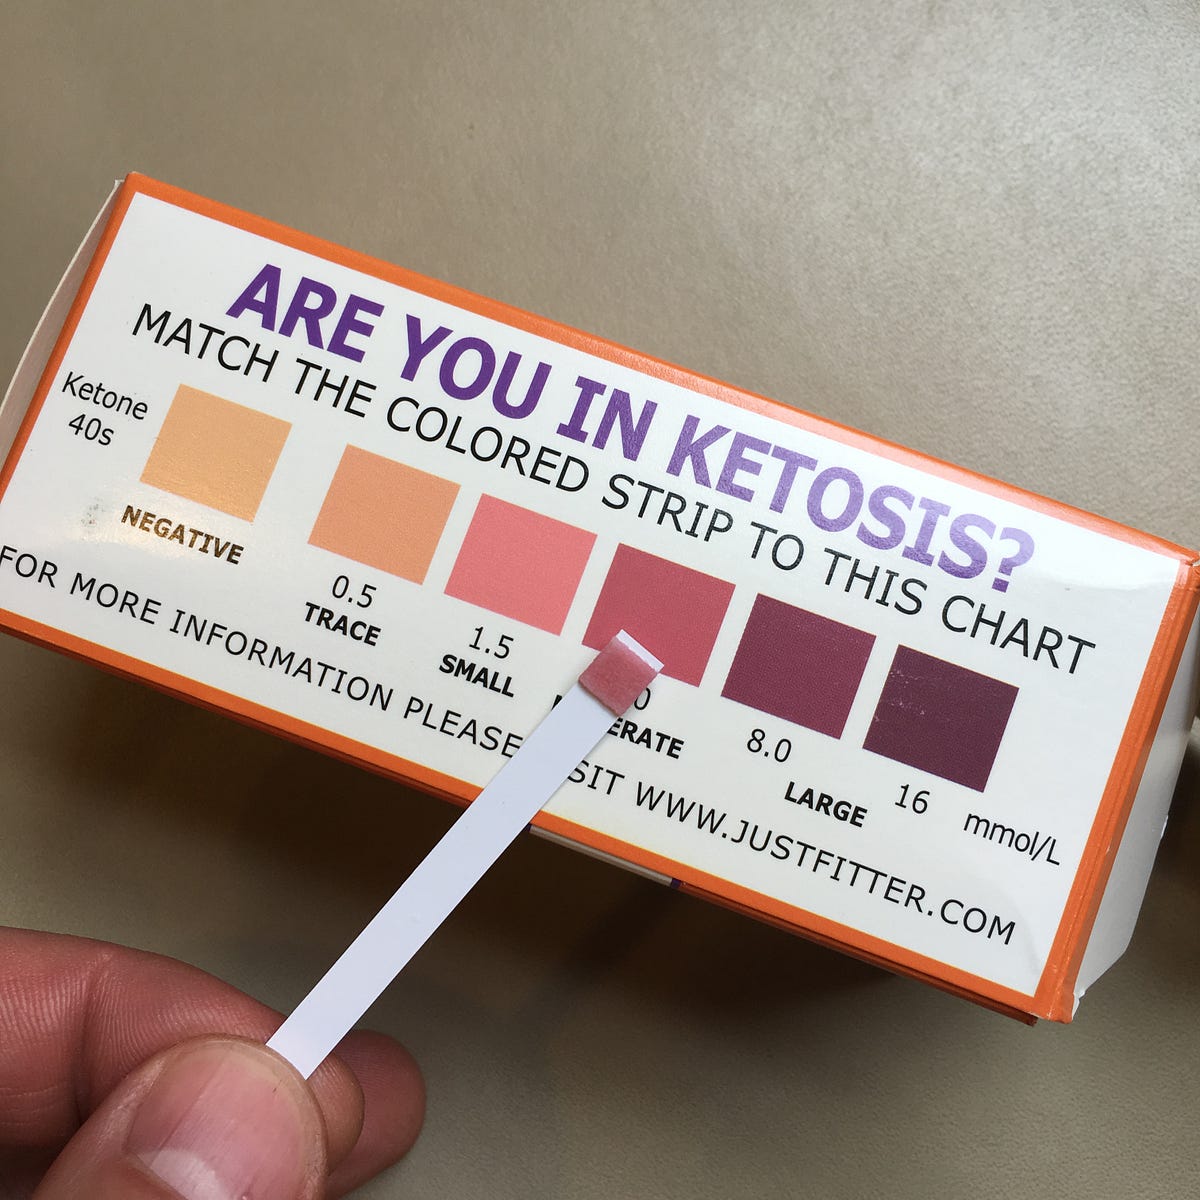 ARE YOU IN KETOSIS?
MATCH THE COLORED STRIP TO THIS CHART
Ketone
40s
NEGATIVE
0.5
TRACE
1.5
SMALL
8.0
16
LARGE
mmol/L
FOR MORE INFORMATION PLEASE WWW.JUSTFITTER.COM